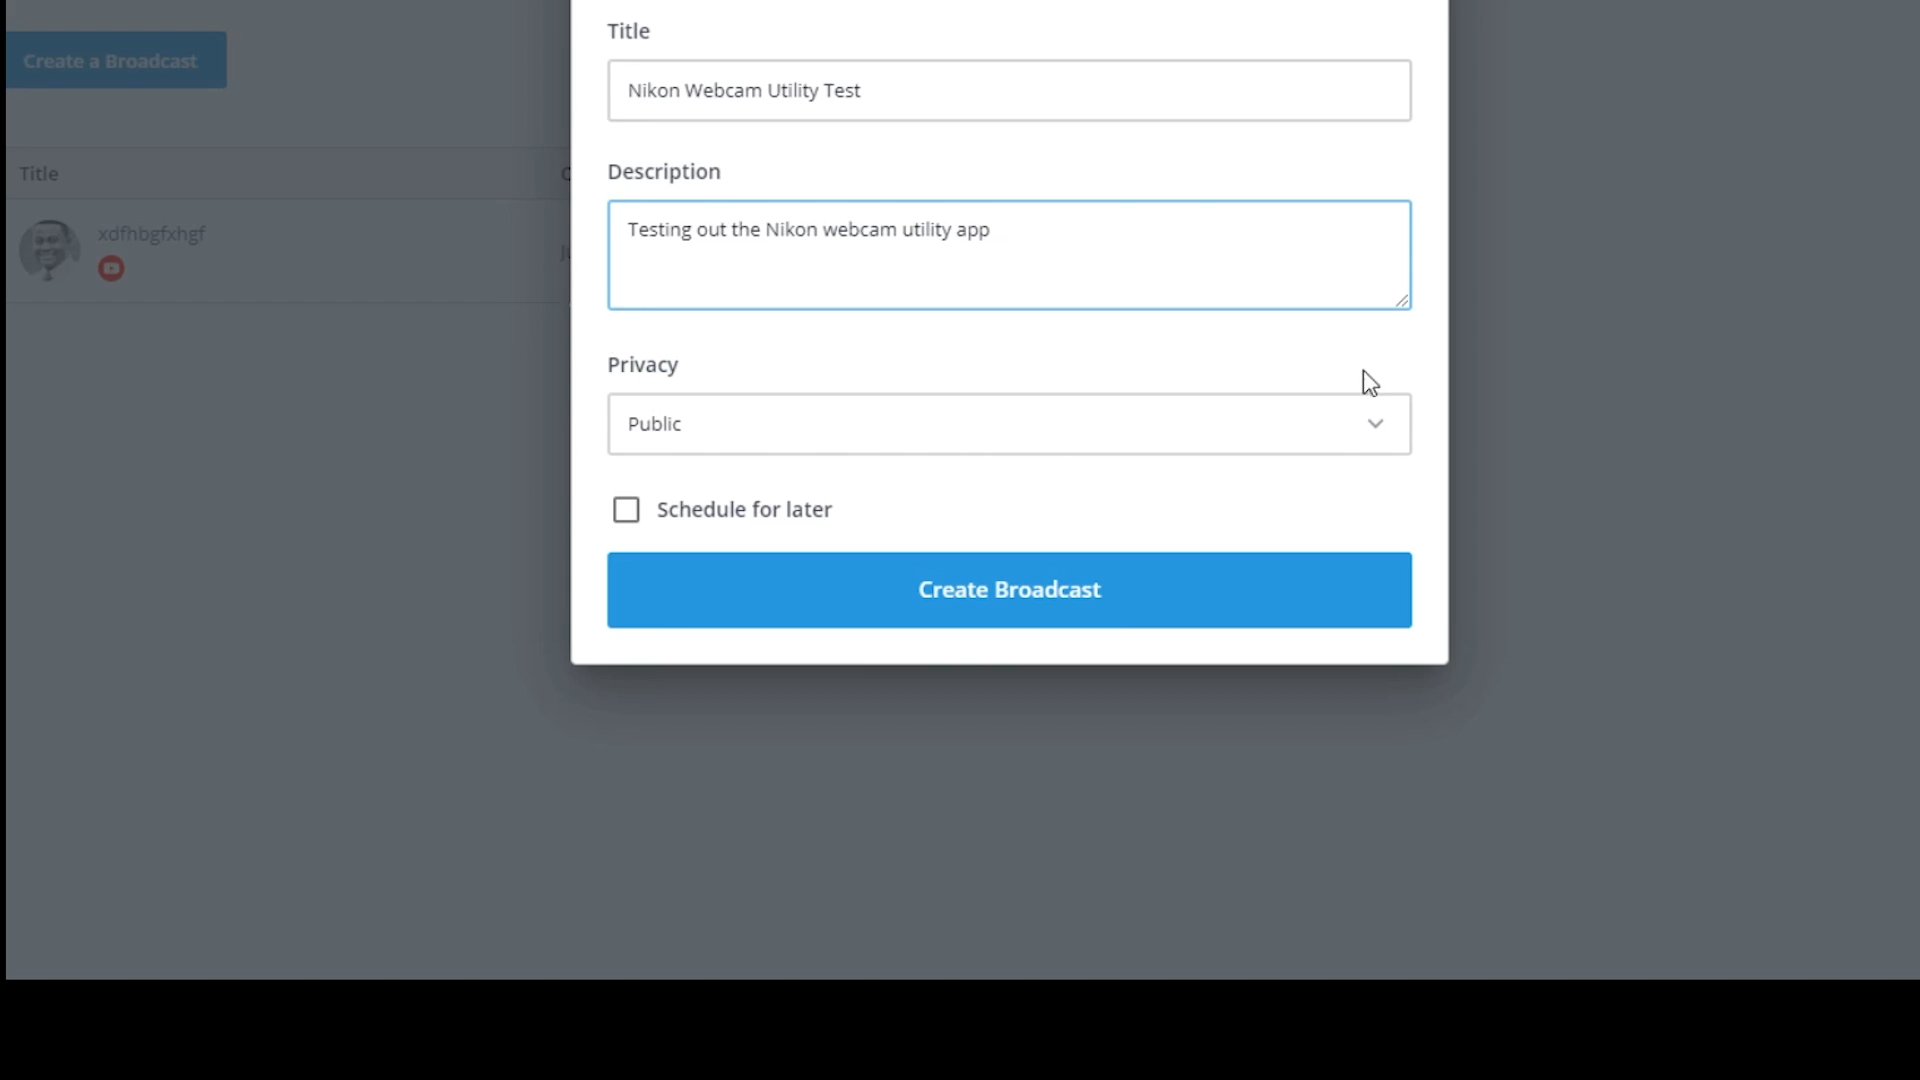 Title
Nikon Webcam Utility Test
Create a Broadcast
Description
Testing out the Nikon webcam utility app
Title
xdfhbgfxhgf
Privacy
Public
Schedule for later
Create Broadcast